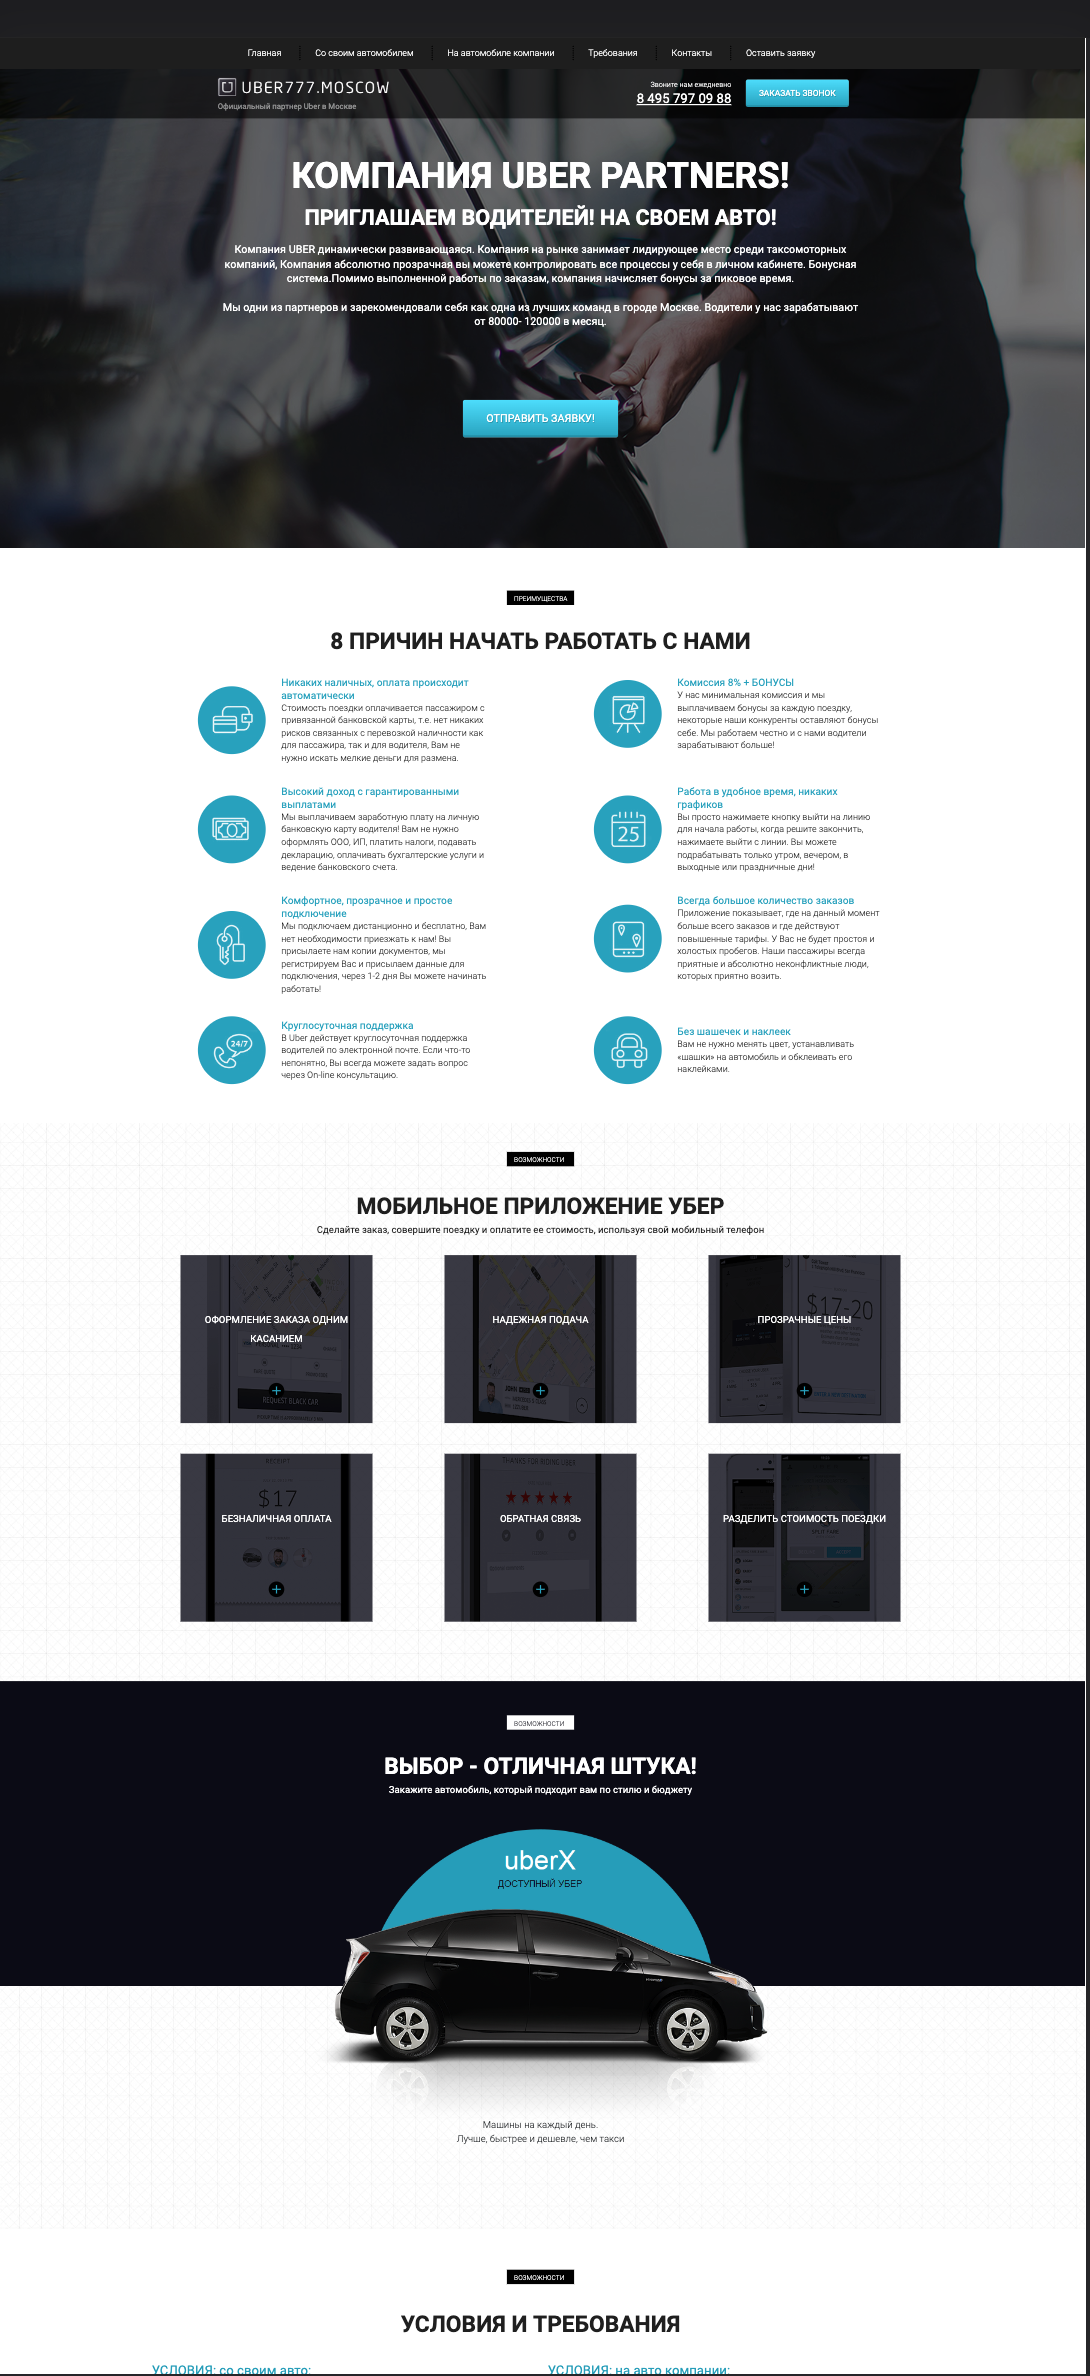 Главная
Со своим автомобилем
На автомобиле компании
Требования
Контакты
Оставить заявку
UBER777.MOSCOW
Официальный партнер Uber в Москве
Звоните нам ежедневно
8 495 797 09 88
ЗАКАЗАТЬ ЗВОНОК
КОМПАНИЯ UBER PARTNERS!
ПРИГЛАШАЕМ ВОДИТЕЛЕЙ! НА СВОЕМ АВТО!
Компания UBER динамически развивающаяся. Компания на рынке занимает лидирующее место среди таксомоторных
компаний, Компания абсолютно прозрачная вы можете контролировать все процессы у себя в личном кабинете. Бонусная
система.Помимо выполненной работы по заказам, компания начисляет бонусы за пиковое время.
Мы одни из партнеров и зарекомендовали себя как одна из лучших команд в городе Москве. Водители у нас зарабатывают
от 80000- 120000 в месяц.
ОТПРАВИТЬ ЗАЯВКУ!
ПРЕИМУЩЕСТВА
8 ПРИЧИН НАЧАТЬ РАБОТАТЬ С НАМИ
Никаких наличных, оплата происходит
автоматически
Стоимость поездки оплачивается пассажиром с
привязанной банковской карты, т.е. нет никаких
рисков связанных с перевозкой наличности как
для пассажира, так и для водителя, Вам не
нужно искать мелкие деньги для размена.
Комиссия 8% + БОНУСЫ
У нас минимальная комиссия и мы
выплачиваем бонусы за каждую поездку,
некоторые наши конкуренты оставляют бонусы
себе. Мы работаем честно и с нами водители
зарабатывают больше!
Высокий доход с гарантированными
выплатами
Мы выплачиваем заработную плату на личную
банковскую карту водителя! Вам не нужно
оформлять ООО, ИП, платить налоги, подавать
декларацию, оплачивать бухгалтерские услуги и
ведение банковского счета.
25
Работа в удобное время, никаких
графиков
Вы просто нажимаете кнопку выйти на линию
для начала работы, когда решите закончить,
нажимаете выйти с линии. Вы можете
подрабатывать только утром, вечером, в
выходные или праздничные дни!
Комфортное, прозрачное и простое
подключение
Мы подключаем дистанционно и бесплатно, Вам
нет необходимости приезжать к нам! Вы
присылаете нам копии документов, мы
регистрируем Вас и присылаем данные для
подключения, через 1-2 дня Вы можете начинать
работать!
Всегда большое количество заказов
Приложение показывает, где на данный момент
больше всего заказов и где действуют
повышенные тарифы. У Вас не будет простоя и
холостых пробегов. Наши пассажиры всегда
приятные и абсолютно неконфликтные люди,
которых приятно возить.
24/7
Круглосуточная поддержка
В Uber действует круглосуточная поддержка
водителей по электронной почте. Если что-то
непонятно, Вы всегда можете задать вопрос
через On-line консультацию.
Без шашечек и наклеек
Вам не нужно менять цвет, устанавливать
«шашки» на автомобиль и обклеивать его
наклейками.
ВОЗМОЖНОСТИ
МОБИЛЬНОЕ ПРИЛОЖЕНИЕ УБЕР
Сделайте заказ, совершите поездку и оплатите ее стоимость, используя свой мобильный телефон
ОФОРМЛЕНИЕ ЗАКАЗА ОДНИМ
КАСАНИЕМ
REQUEST BLACK CAR
НАДЕЖНАЯ ПОДАЧА
$17-20
ПРОЗРАЧНЫЕ ЦЕНЫ
RECEIPT
$17
БЕЗНАЛИЧНАЯ ОПЛАТА
THANKS FOR RIDING UBER
ОБРАТНАЯ СВЯЗЬ
РАЗДЕЛИТЬ СТОИМОСТЬ ПОЕЗДКИ
ВОЗМОЖНОСТИ
ВЫБОР - ОТЛИЧНАЯ ШТУКА!
Закажите автомобиль, который подходит вам по стилю и бюджету
uberX
ДОСТУПНЫЙ УБЕР
Машины на каждый день.
Лучше, быстрее и дешевле, чем такси
ВОЗМОЖНОСТИ
УСЛОВИЯ И ТРЕБОВАНИЯ
УСЛОВИЯ: со своим авто:
УСЛОВИЯ: на авто компании: